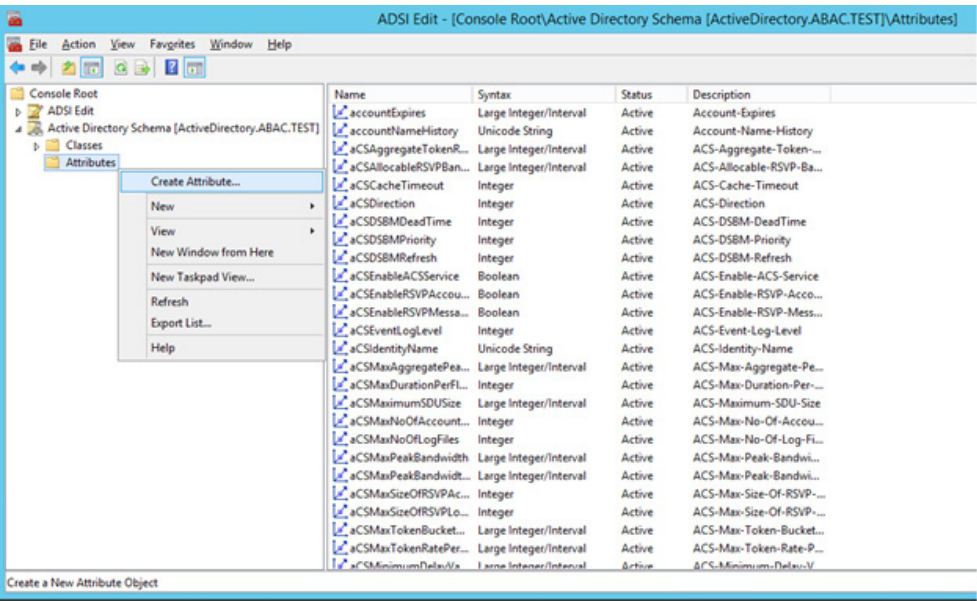 ADSI Edit - [Console Root\Active Directory Schema [ActiveDirectory.ABAC.TEST]\Attributes]
File Action View Favorites Window Help
Console Root
ADSI Edit
Active Directory Schema [ActiveDirectory.ABAC.TEST]
Classes
Attributes
Create Attribute...
New
View
New Window from Here
New Taskpad View...
Refresh
Export List...
Help
Name Syntax Status Description
accountExpires Large Integer/Interval Active Account-Expires
accountNameHistory Unicode String Active Account-Name-History
aCSAggregateTokenR... Large Integer/Interval Active ACS-Aggregate-Token-...
aCSAllocableRSVPBan... Large Integer/Interval Active ACS-Allocable-RSVP-Ba...
aCSCacheTimeout Integer Active ACS-Cache-Timeout
aCSDirection Integer Active ACS-Direction
aCSDSBMDeadTime Integer Active ACS-DSBM-DeadTime
aCSDSBMPriority Integer Active ACS-DSBM-Priority
aCSDSBMRefresh Integer Active ACS-DSBM-Refresh
aCSEnableACSService Boolean Active ACS-Enable-ACS-Service
aCSEnableRSVPAccou... Boolean Active ACS-Enable-RSVP-Acco...
aCSEnableRSVPMessa... Boolean Active ACS-Enable-RSVP-Mess...
aCSEventLogLevel Integer Active ACS-Event-Log-Level
aCSIdentityName Unicode String Active ACS-Identity-Name
aCSMaxAggregatePea... Large Integer/Interval Active ACS-Max-Aggregate-Pe...
aCSMaxDurationPerFl... Integer Active ACS-Max-Duration-Per-...
aCSMaximumSDUSize Large Integer/Interval Active ACS-Maximum-SDU-Size
aCSMaxNoOfAccount... Integer Active ACS-Max-No-Of-Accou...
aCSMaxNoOfLogFiles Integer Active ACS-Max-No-Of-Log-Fi...
aCSMaxPeakBandwidth Large Integer/Interval Active ACS-Max-Peak-Bandwi...
aCSMaxPeakBandwidt... Large Integer/Interval Active ACS-Max-Peak-Bandwi...
aCSMaxSizeOfRSVPAc... Integer Active ACS-Max-Size-Of-RSVP-...
aCSMaxSizeOfRSVPLo... Integer Active ACS-Max-Size-Of-RSVP-...
aCSMaxTokenBucket... Large Integer/Interval Active ACS-Max-Token-Bucket...
aCSMaxTokenRatePer... Large Integer/Interval Active ACS-Max-Token-Rate-P...
aCSMinimumDelayVa... Large Integer/Interval Active ACS-Minimum-Delay-V...
Create a New Attribute Object